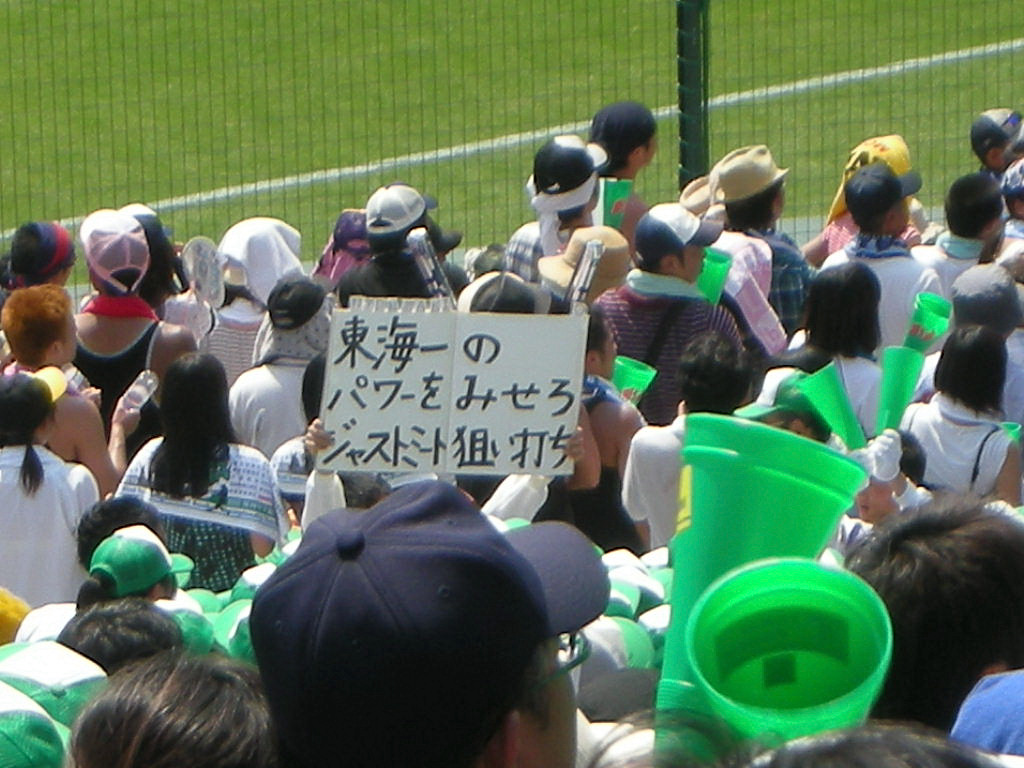 東海一の
パワーをみせろ
ジャストミート狙い打ち